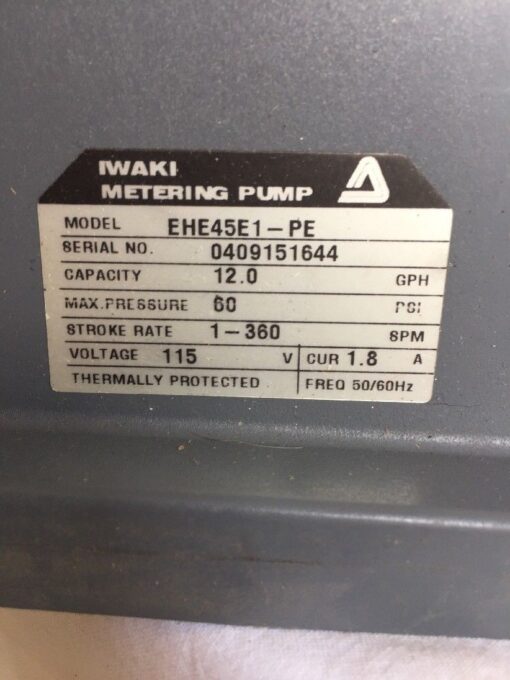 IWAKI
METERING PUMP
MODEL EHE45E1-PE
SERIAL NO. 0409151644
CAPACITY 12.0 GPH
MAX.PRESSURE 60 PSI
STROKE RATE 1-360 SPM
VOLTAGE 115 V CUR 1.8 A
THERMALLY PROTECTED FREQ 50/60Hz